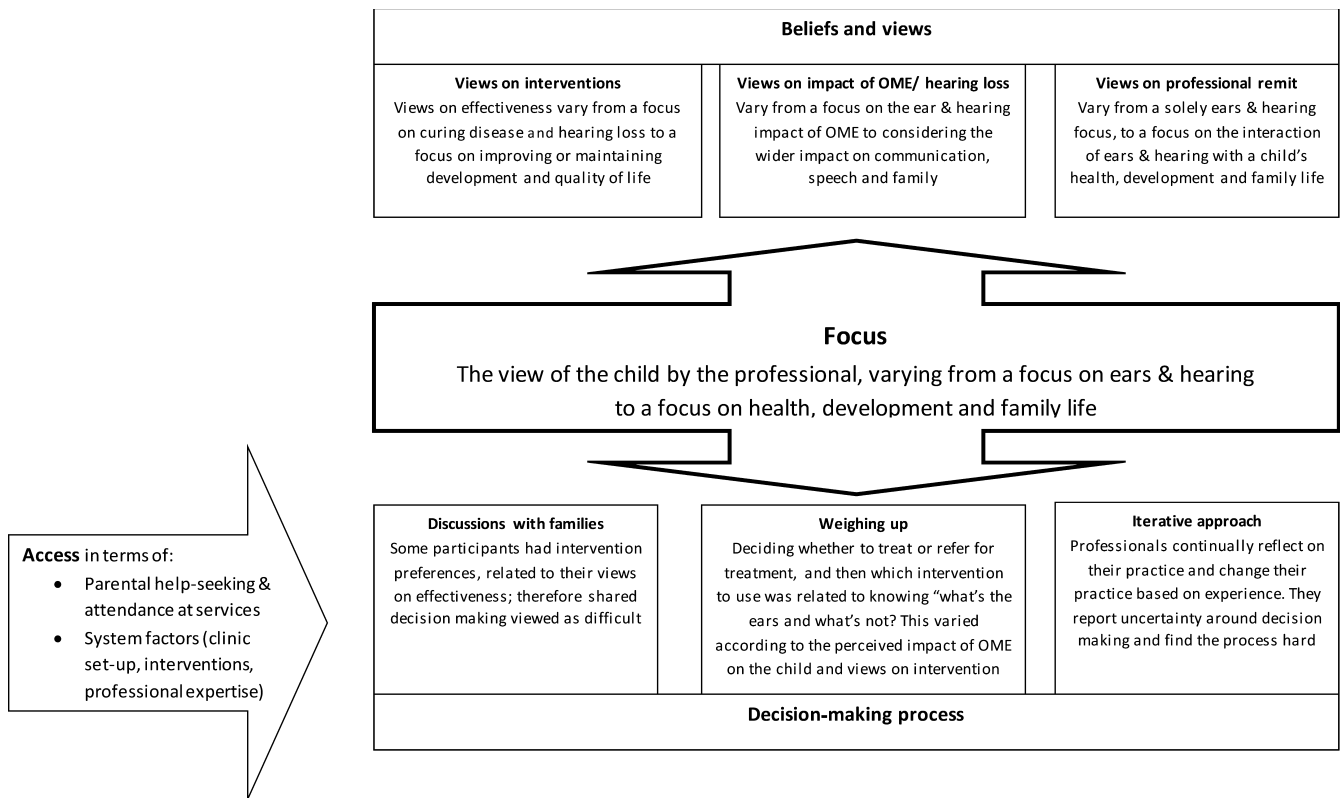 Beliefs and views
Views on interventions
Views on effectiveness vary from a focus
on curing disease and hearing loss to a
focus on improving or maintaining
development and quality of life
Views on impact of OME/ hearing loss
Vary from a focus on the ear & hearing
impact of OME to considering the
wider impact on communication,
speech and family
Views on professional remit
Vary from a solely ears & hearing
focus, to a focus on the interaction
of ears & hearing with a child’s
health, development and family life
Focus
The view of the child by the professional, varying from a focus on ears & hearing
to a focus on health, development and family life
Access in terms of:
• Parental help-seeking &
attendance at services
• System factors (clinic
set-up, interventions,
professional expertise)
Discussions with families
Some participants had intervention
preferences, related to their views
on effectiveness; therefore shared
decision making viewed as difficult
Weighing up
Deciding whether to treat or refer for
treatment, and then which intervention
to use was related to knowing “what’s the
ears and what’s not? This varied
according to the perceived impact of OME
on the child and views on intervention
Iterative approach
Professionals continually reflect on
their practice and change their
practice based on experience. They
report uncertainty around decision
making and find the process hard
Decision-making process